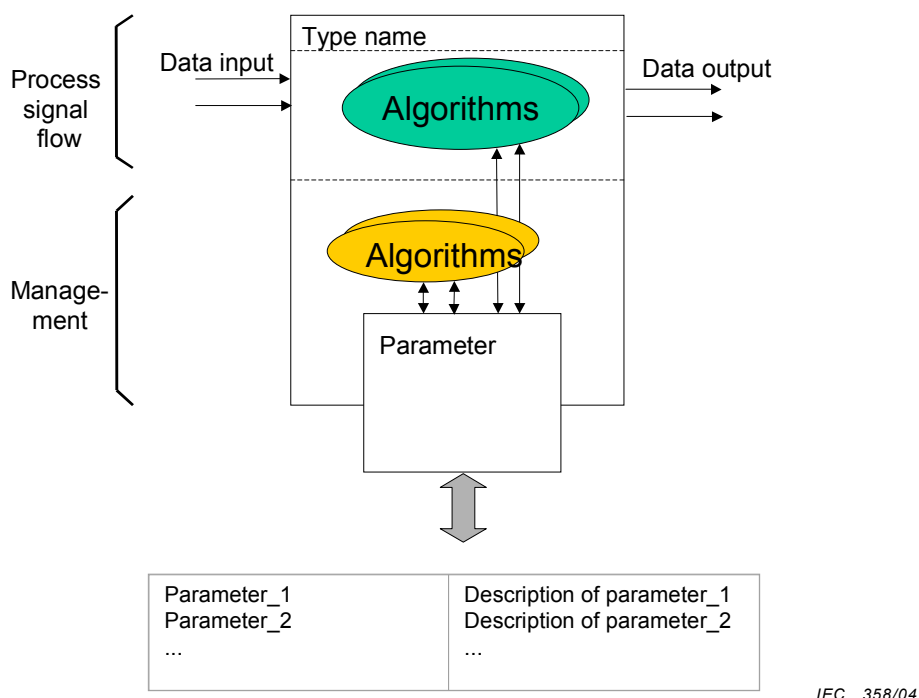 Type name
Data input
Data output
Process
signal
flow
Algorithms
Algorithms
Manage-
ment
Parameter
Parameter_1
Description of parameter_1
Parameter_2
Description of parameter_2
...
...
IEC 358/04